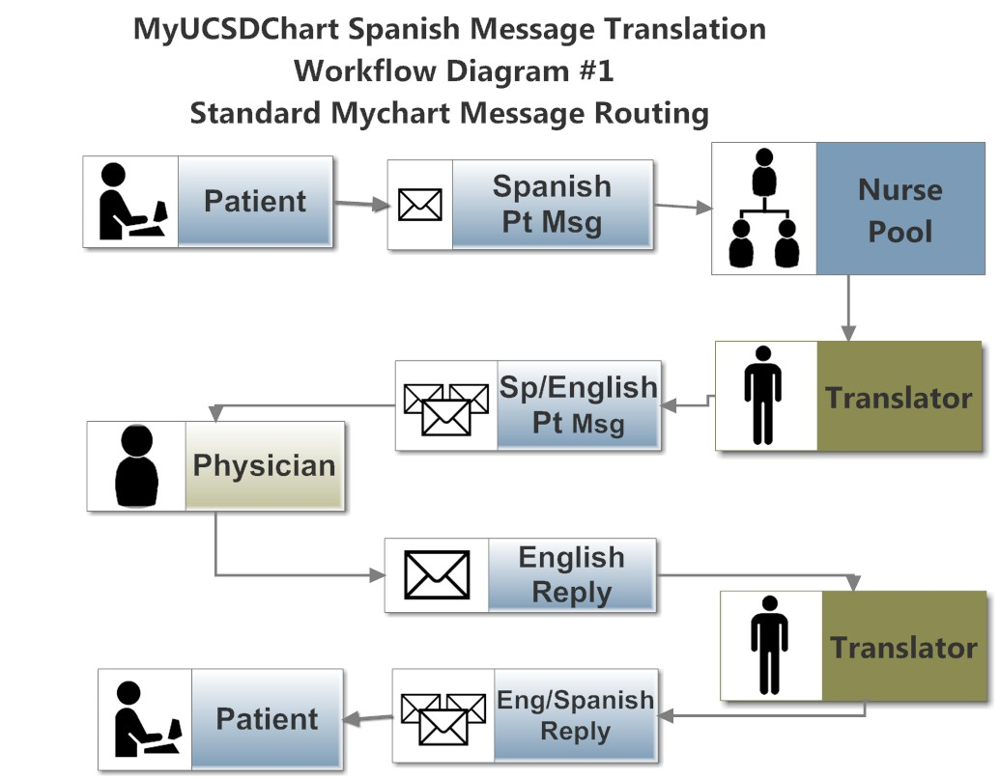 MyUCSDChart Spanish Message Translation
Workflow Diagram #1
Standard Mychart Message Routing
Patient
Spanish
Pt Msg
Nurse
Pool
Translator
Sp/English
Pt Msg
Physician
English
Reply
Translator
Eng/Spanish
Reply
Patient